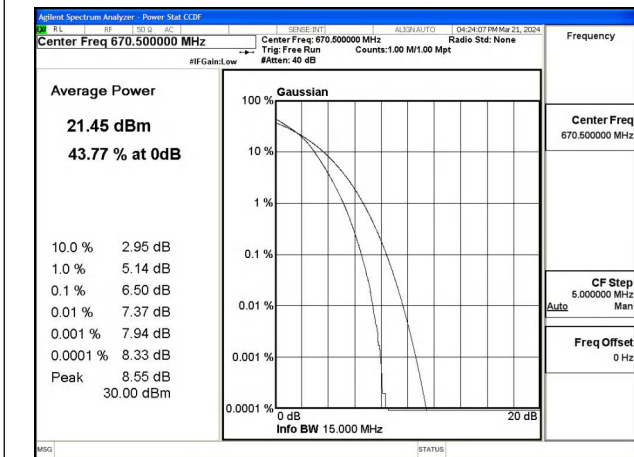 Agilent Spectrum Analyzer - Power Stat CCDF
RL RF 50 Ω AC SENSE:INT ALIGN AUTO 04:24:07 PM Mar 21, 2024
Center Freq 670.500000 MHz
Center Freq: 670.500000 MHz Radio Std: None
Trig: Free Run Counts:1.00 M/1.00 Mpt
#IFGain:Low #Atten: 40 dB
Frequency
Average Power
21.45 dBm
43.77 % at 0dB
10.0 % 2.95 dB
1.0 % 5.14 dB
0.1 % 6.50 dB
0.01 % 7.37 dB
0.001 % 7.94 dB
0.0001 % 8.33 dB
Peak 8.55 dB
30.00 dBm
Gaussian
100 %
10 %
1 %
0.1 %
0.01 %
0.001 %
0.0001 %
0 dB 20 dB
Info BW 15.000 MHz
Center Freq
670.500000 MHz
CF Step
5.000000 MHz
Auto Man
Freq Offset
0 Hz
MSG STATUS